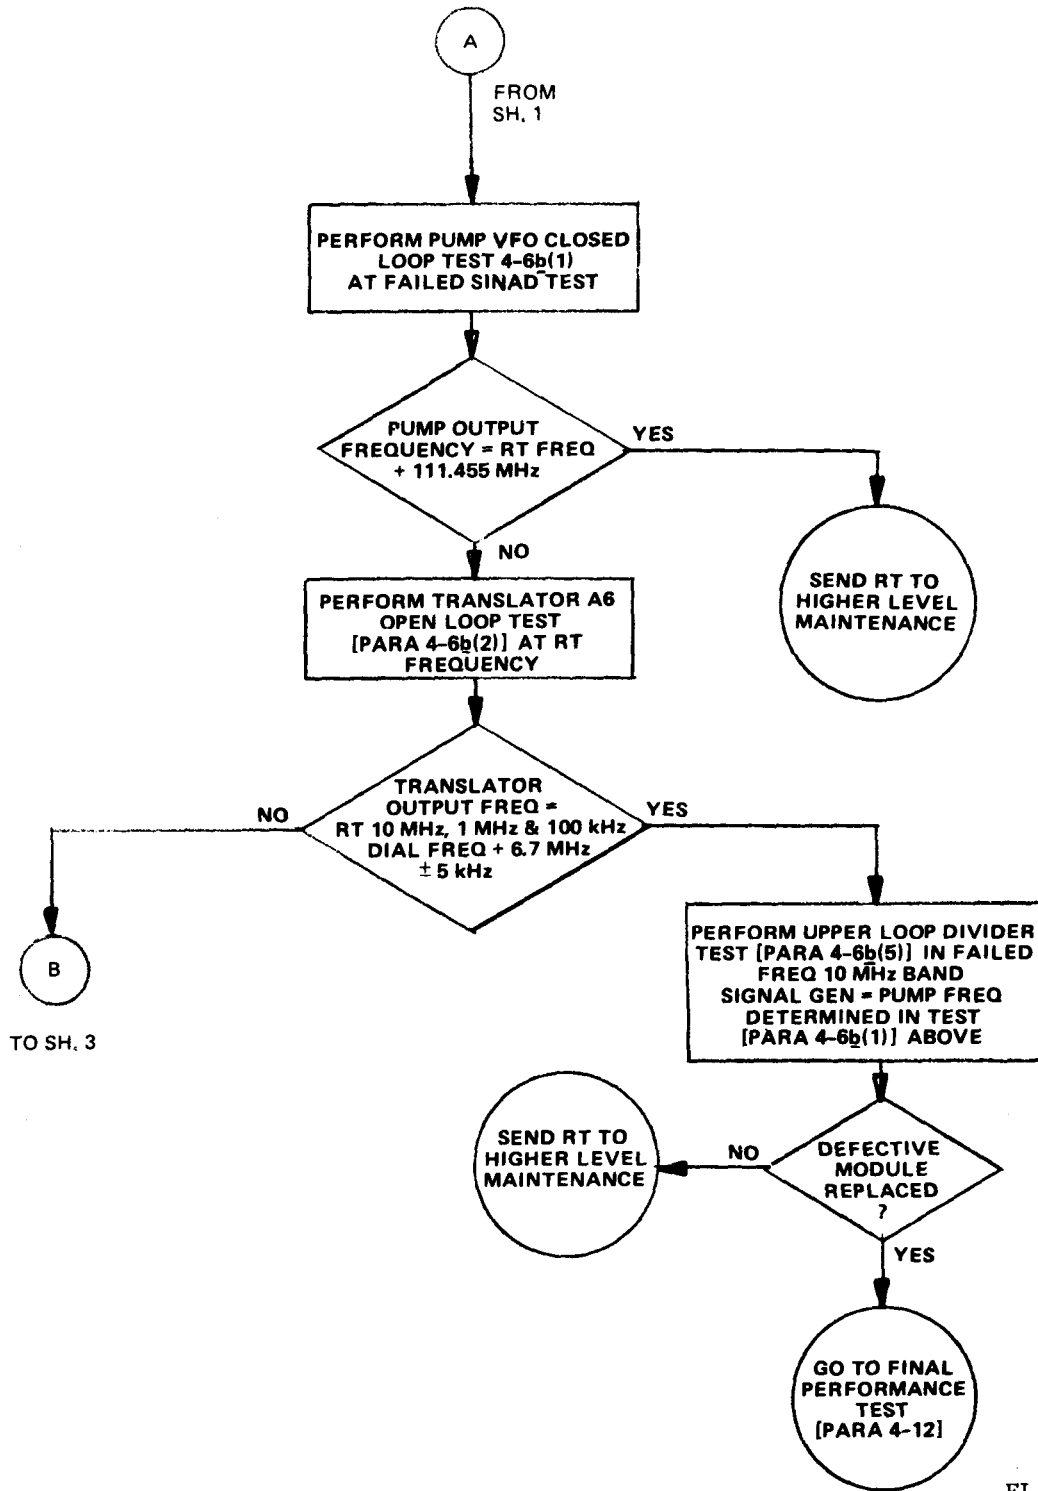 A
FROM
SH. 1
PERFORM PUMP VFO CLOSED
LOOP TEST 4-6b(1)
AT FAILED SINAD TEST
PUMP OUTPUT
FREQUENCY = RT FREQ
+ 111.455 MHz
YES
NO
SEND RT TO
HIGHER LEVEL
MAINTENANCE
PERFORM TRANSLATOR A6
OPEN LOOP TEST
[PARA 4-6b(2)] AT RT
FREQUENCY
TRANSLATOR
OUTPUT FREQ =
RT 10 MHz, 1 MHz & 100 kHz
DIAL FREQ + 6.7 MHz
± 5 kHz
NO
YES
B
TO SH. 3
PERFORM UPPER LOOP DIVIDER
TEST [PARA 4-6b(5)] IN FAILED
FREQ 10 MHz BAND
SIGNAL GEN = PUMP FREQ
DETERMINED IN TEST
[PARA 4-6b(1)] ABOVE
SEND RT TO
HIGHER LEVEL
MAINTENANCE
NO
DEFECTIVE
MODULE
REPLACED
?
YES
GO TO FINAL
PERFORMANCE
TEST
[PARA 4-12]
EL